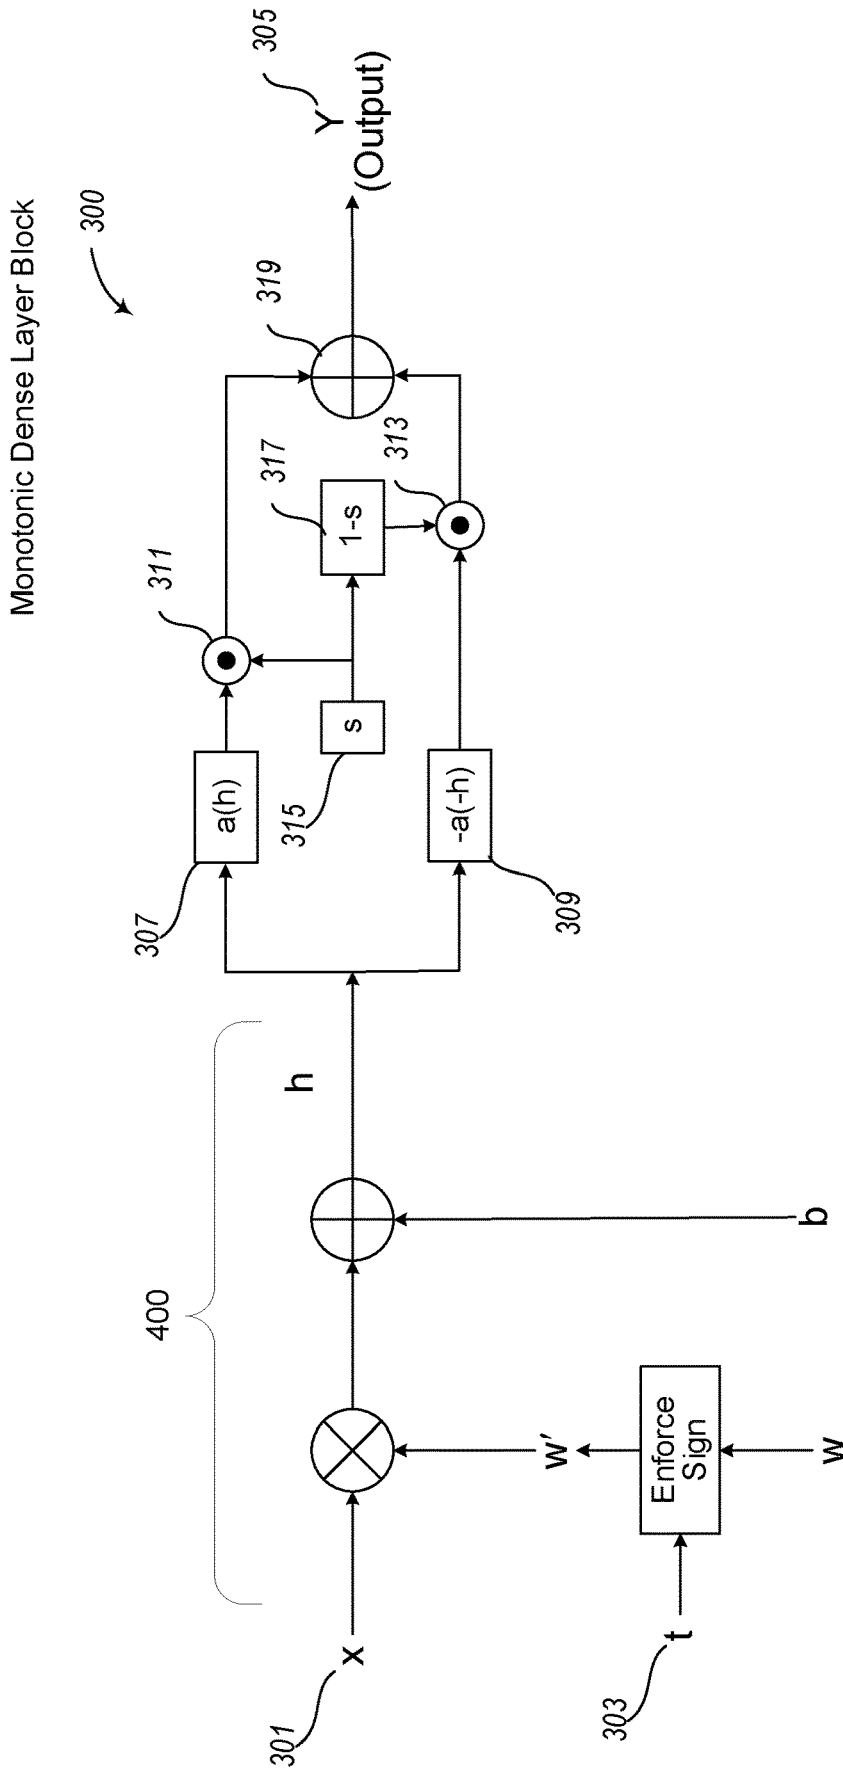 Monotonic Dense Layer Block
300
301
x
303
t
Enforce
Sign
w
w'
b
400
h
307
a(h)
309
-a(-h)
311
315
s
317
1-s
313
319
305
Y
(Output)